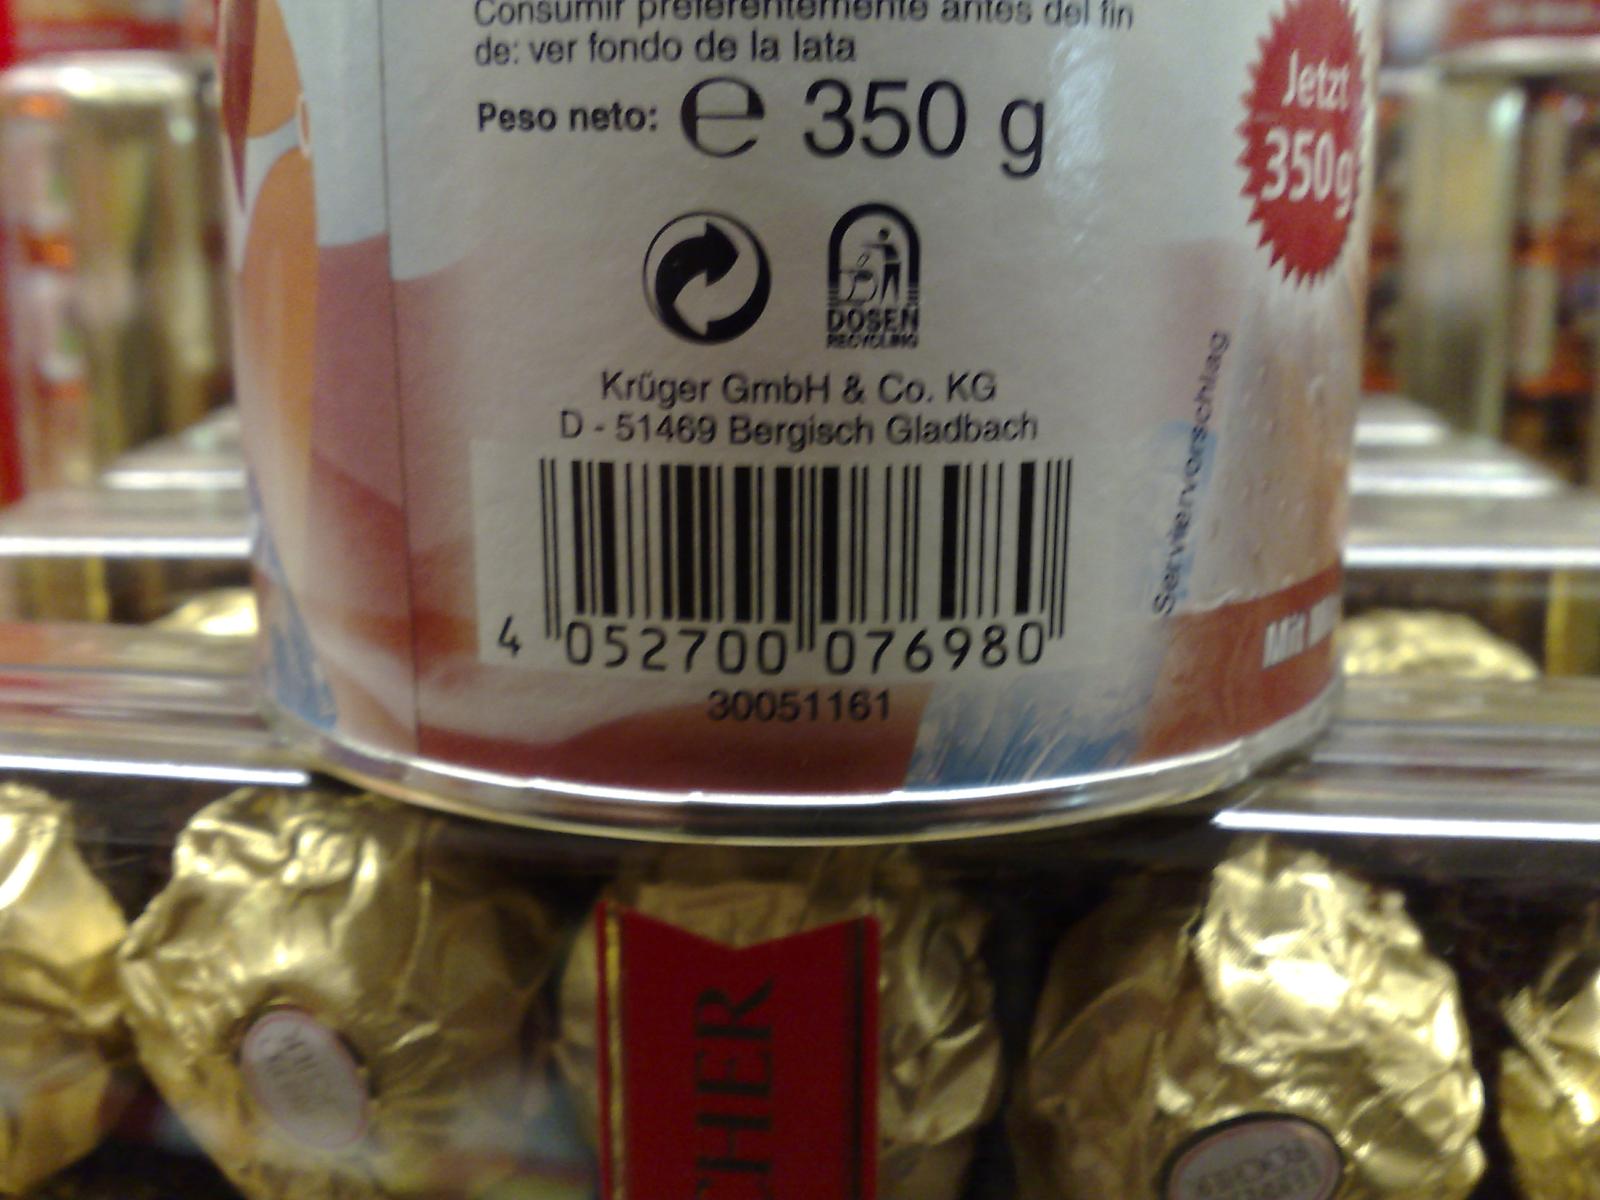 Consumir preferentemente antes del fin
de: ver fondo de la lata
Peso neto: ℮ 350 g
Jetzt
350g
DOSEN
RECYCLING
Krüger GmbH & Co. KG
D - 51469 Bergisch Gladbach
Serviervorschlag
4 052700 076980
30051161
Mit
CHER